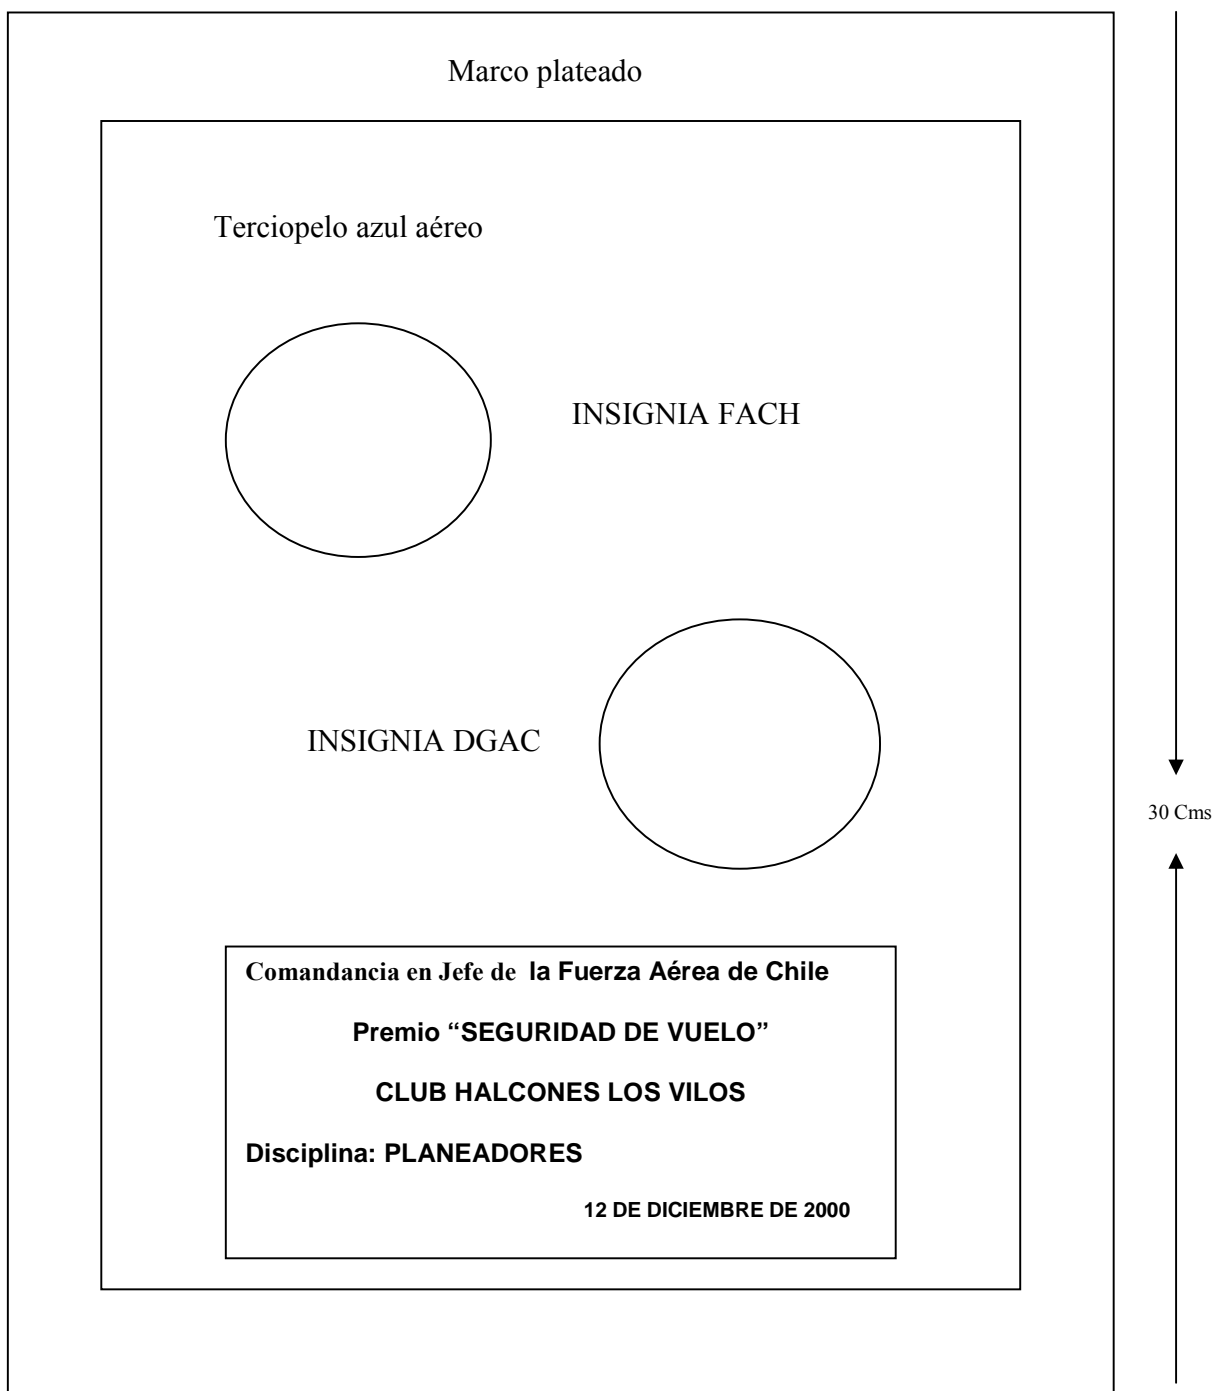 Marco plateado
Terciopelo azul aéreo
INSIGNIA FACH
INSIGNIA DGAC
30 Cms
Comandancia en Jefe de la Fuerza Aérea de Chile
Premio “SEGURIDAD DE VUELO”
CLUB HALCONES LOS VILOS
Disciplina: PLANEADORES
12 DE DICIEMBRE DE 2000